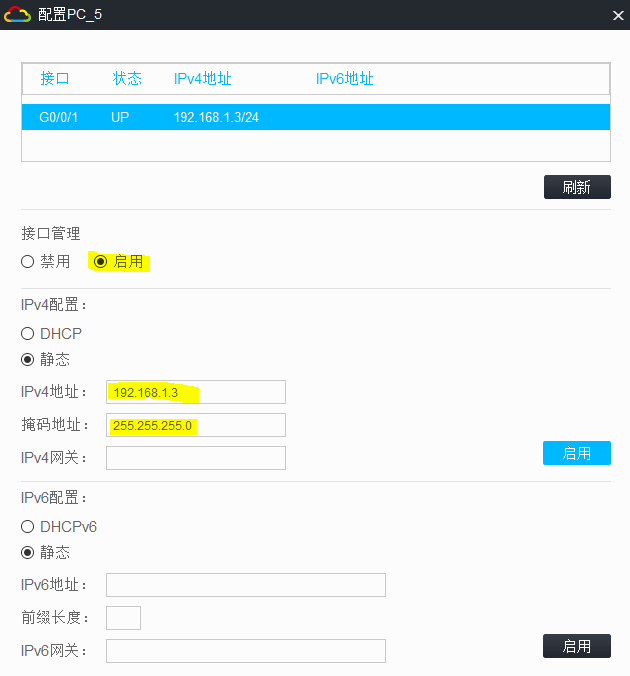 配置PC_5
接口 状态 IPv4地址 IPv6地址
G0/0/1 UP 192.168.1.3/24
刷新
接口管理
禁用 启用
IPv4配置：
DHCP
静态
IPv4地址： 192.168.1.3
掩码地址： 255.255.255.0
IPv4网关：
启用
IPv6配置：
DHCPv6
静态
IPv6地址：
前缀长度：
IPv6网关：
启用